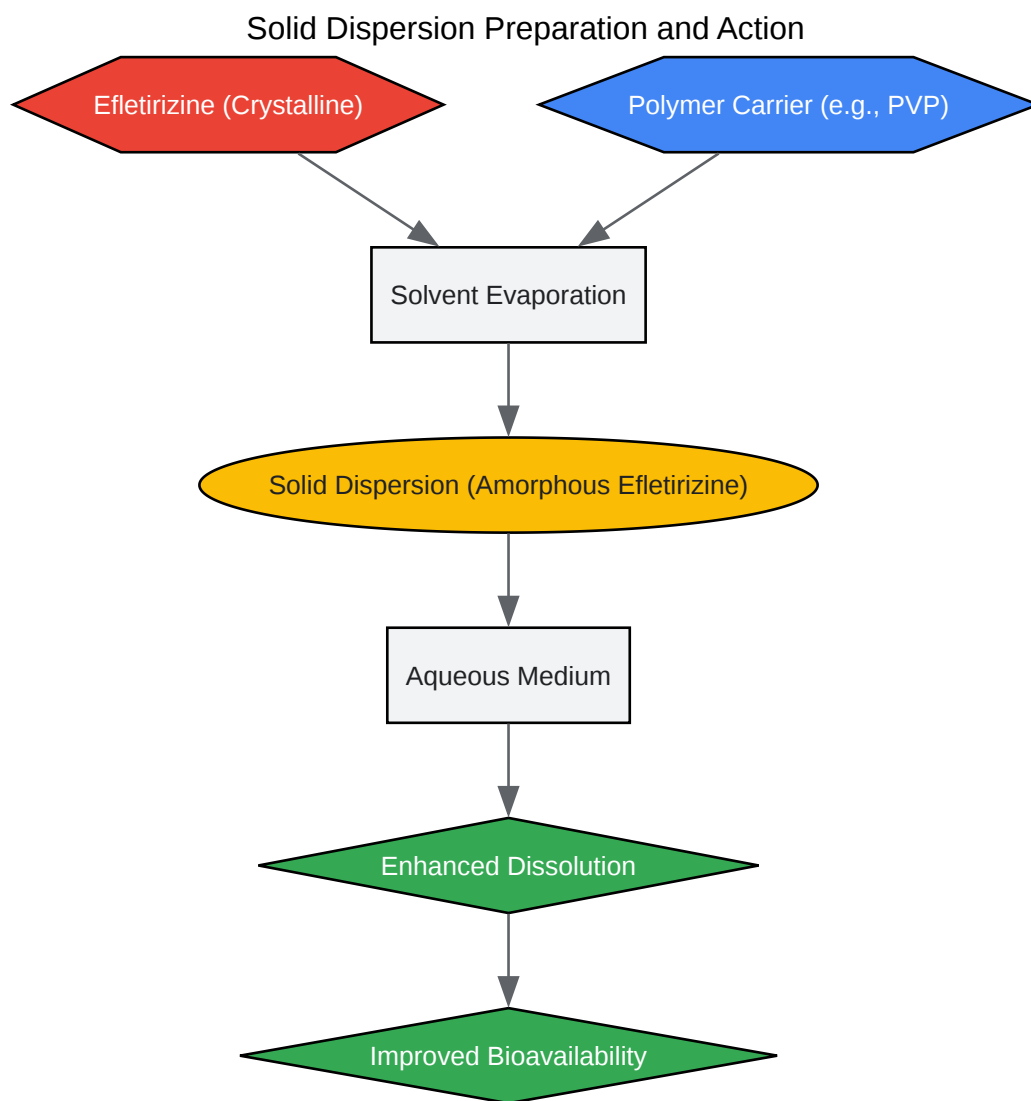 Solid Dispersion Preparation and Action
Efletirizine (Crystalline)
Polymer Carrier (e.g., PVP)
Solvent Evaporation
Solid Dispersion (Amorphous Efletirizine)
Aqueous Medium
Enhanced Dissolution
Improved Bioavailability